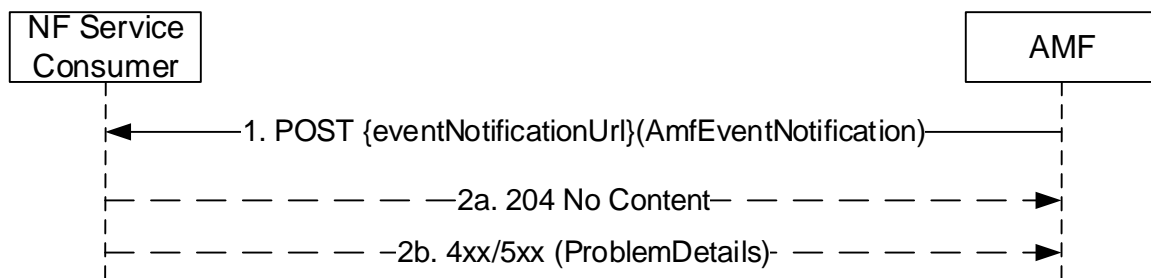 NF Service
Consumer
AMF
1. POST {eventNotificationUrl}(AmfEventNotification)
2a. 204 No Content
2b. 4xx/5xx (ProblemDetails)